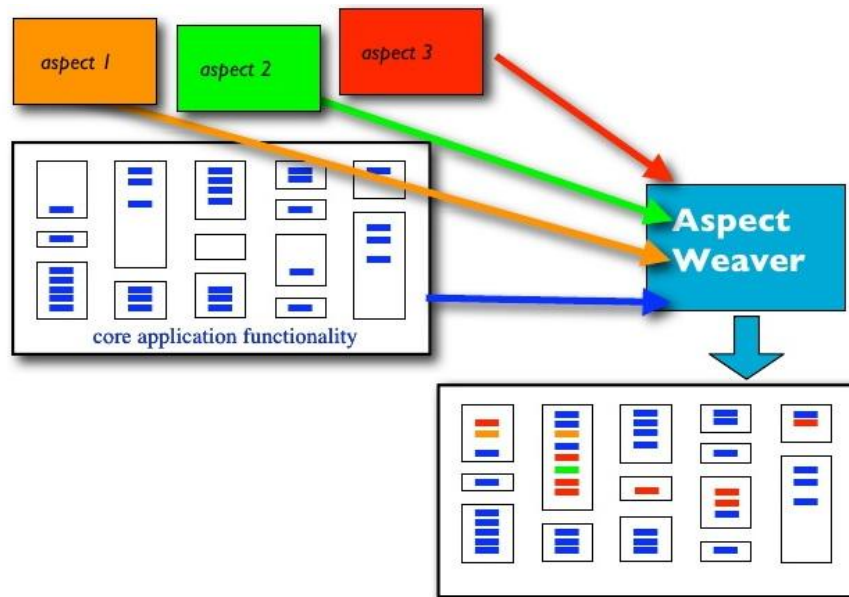 aspect 1
aspect 2
aspect 3
Aspect
Weaver
core application functionality